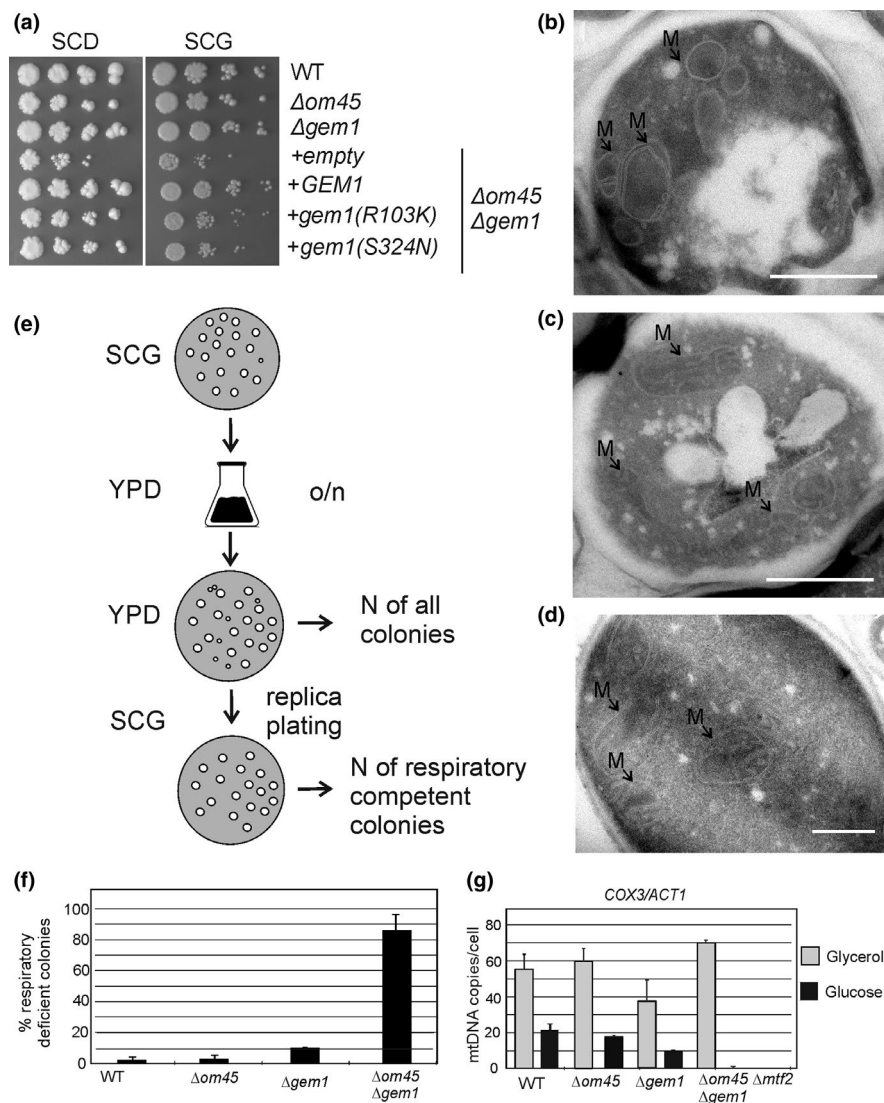 (a)
SCD SCG
WT
Δom45
Δgem1
+empty
+GEM1
+gem1(R103K)
+gem1(S324N)
Δom45
Δgem1
(b)
M
M
M
(c)
M
M
M
(d)
M
M
M
(e)
SCG
YPD
o/n
YPD
N of all
colonies
SCG
replica
plating
N of respiratory
competent
colonies
(f)
% respiratory
deficient colonies
100
80
60
40
20
0
WT
Δom45
Δgem1
Δom45
Δgem1
(g)
COX3/ACT1
mtDNA copies/cell
80
60
40
20
0
WT
Δom45
Δgem1
Δom45
Δgem1
Δmtf2
Glycerol
Glucose